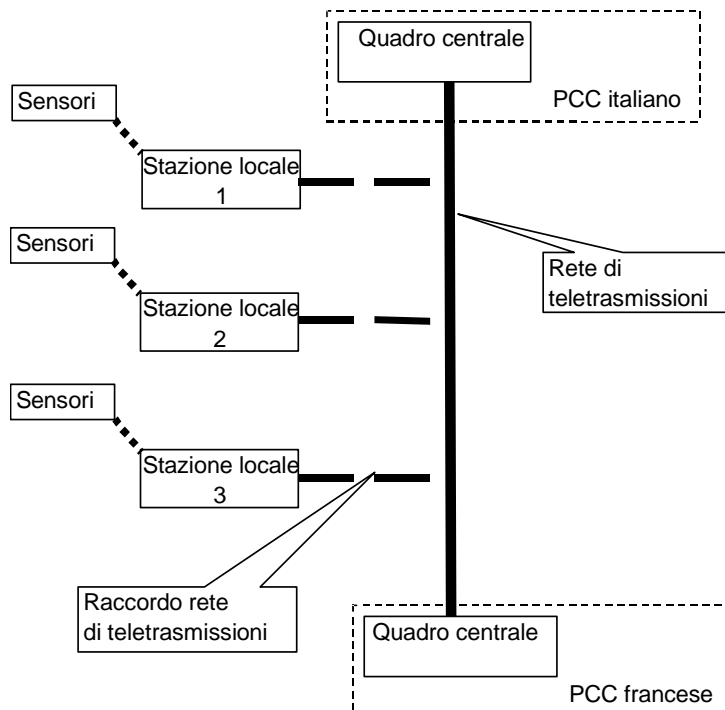 Quadro centrale
PCC italiano
Sensori
Stazione locale
1
Sensori
Rete di
teletrasmissioni
Stazione locale
2
Sensori
Stazione locale
3
Raccordo rete
di teletrasmissioni
Quadro centrale
PCC francese